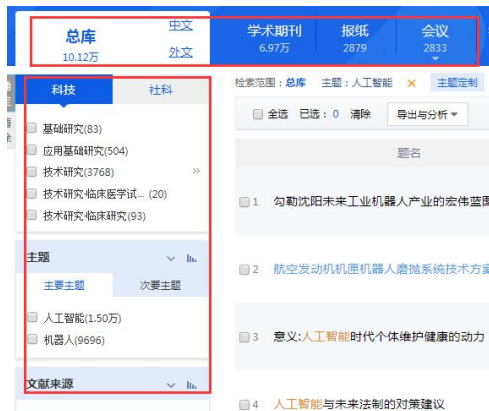 总库 中文 学术期刊 报纸 会议
10.12万 外文 6.97万 2879 2833
科技 社科
检索范围：总库 主题：人工智能 × 主题定制
全选 已选：0 清除 导出与分析
基础研究(83)
应用基础研究(504)
技术研究(3768) »
技术研究-临床医学试... (20)
技术研究-临床研究(93)
题名
1 勾勒沈阳未来工业机器人产业的宏伟蓝图
主题
主要主题 次要主题
2 航空发动机机匣机器人磨抛系统技术方案
人工智能(1.50万)
机器人(9696)
3 意义:人工智能时代个体维护健康的动力
文献来源
4 人工智能与未来法制的对策建议